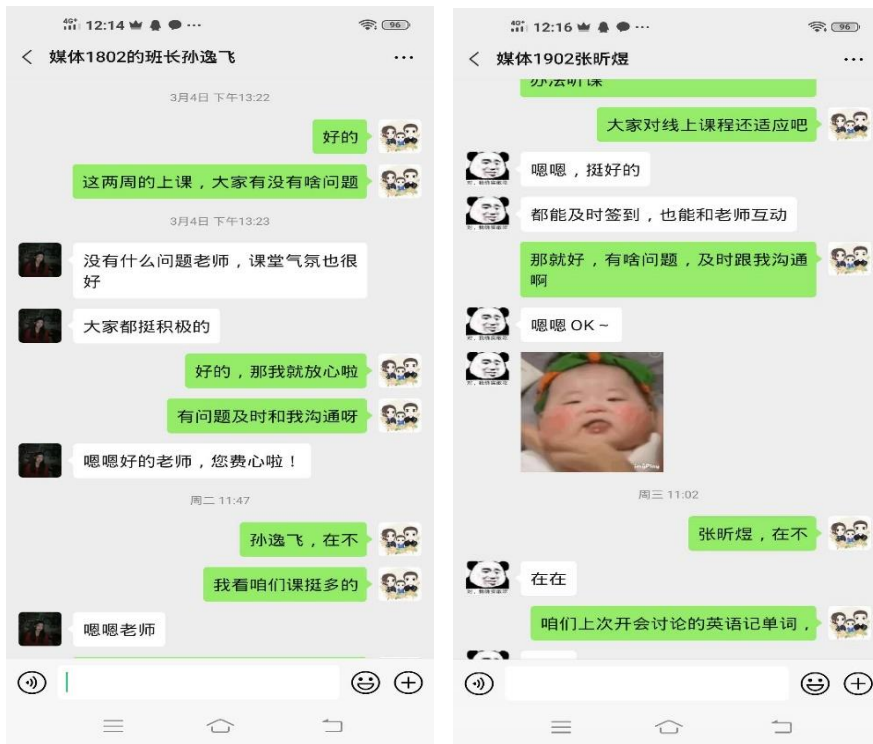 12:14
96
媒体1802的班长孙逸飞
3月4日 下午13:22
好的
这两周的上课，大家有没有啥问题
3月4日 下午13:23
没有什么问题老师，课堂气氛也很
好
大家都挺积极的
好的，那我就放心啦
有问题及时和我沟通呀
嗯嗯好的老师，您费心啦！
周二 11:47
孙逸飞，在不
我看咱们课挺多的
嗯嗯老师
12:16
96
媒体1902张昕煜
办法听课
大家对线上课程还适应吧
嗯嗯，挺好的
都能及时签到，也能和老师互动
那就好，有啥问题，及时跟我沟通
啊
嗯嗯 OK ~
周三 11:02
张昕煜，在不
在在
咱们上次开会讨论的英语记单词，